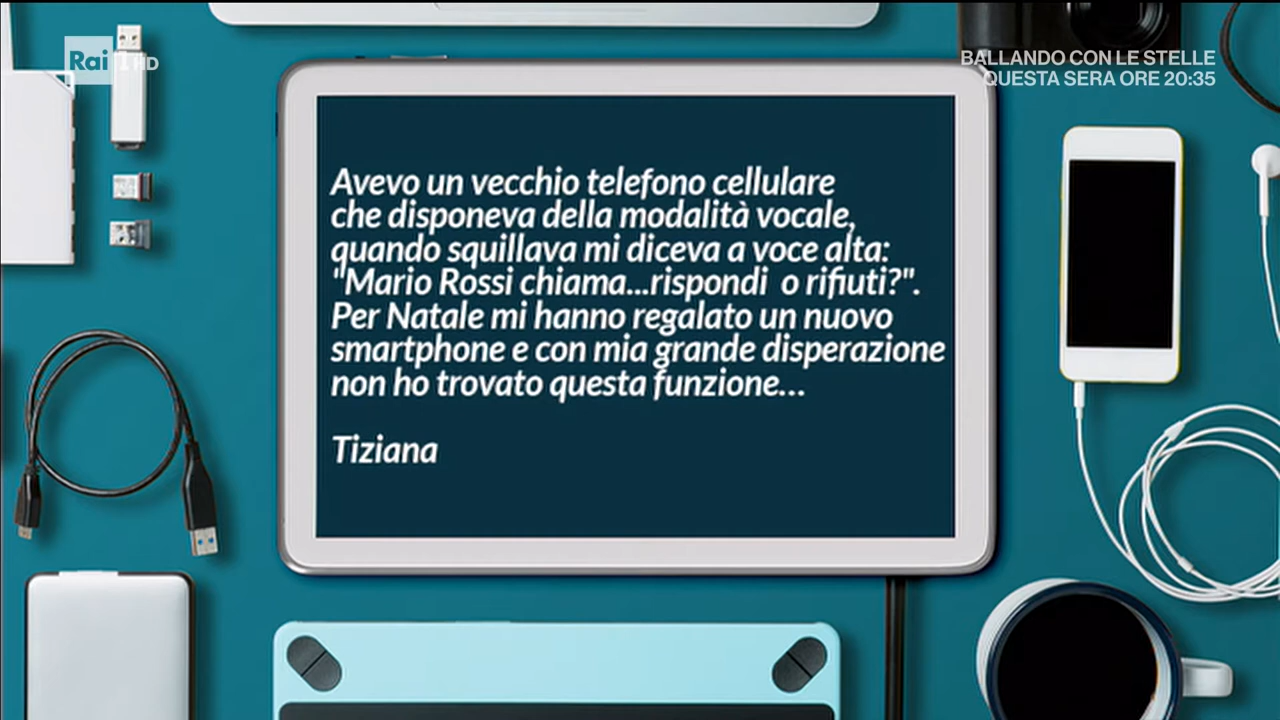 Rai 1 HD
BALLANDO CON LE STELLE
QUESTA SERA ORE 20:35
Avevo un vecchio telefono cellulare
che disponeva della modalità vocale,
quando squillava mi diceva a voce alta:
"Mario Rossi chiama...rispondi o rifiuti?".
Per Natale mi hanno regalato un nuovo
smartphone e con mia grande disperazione
non ho trovato questa funzione...
Tiziana